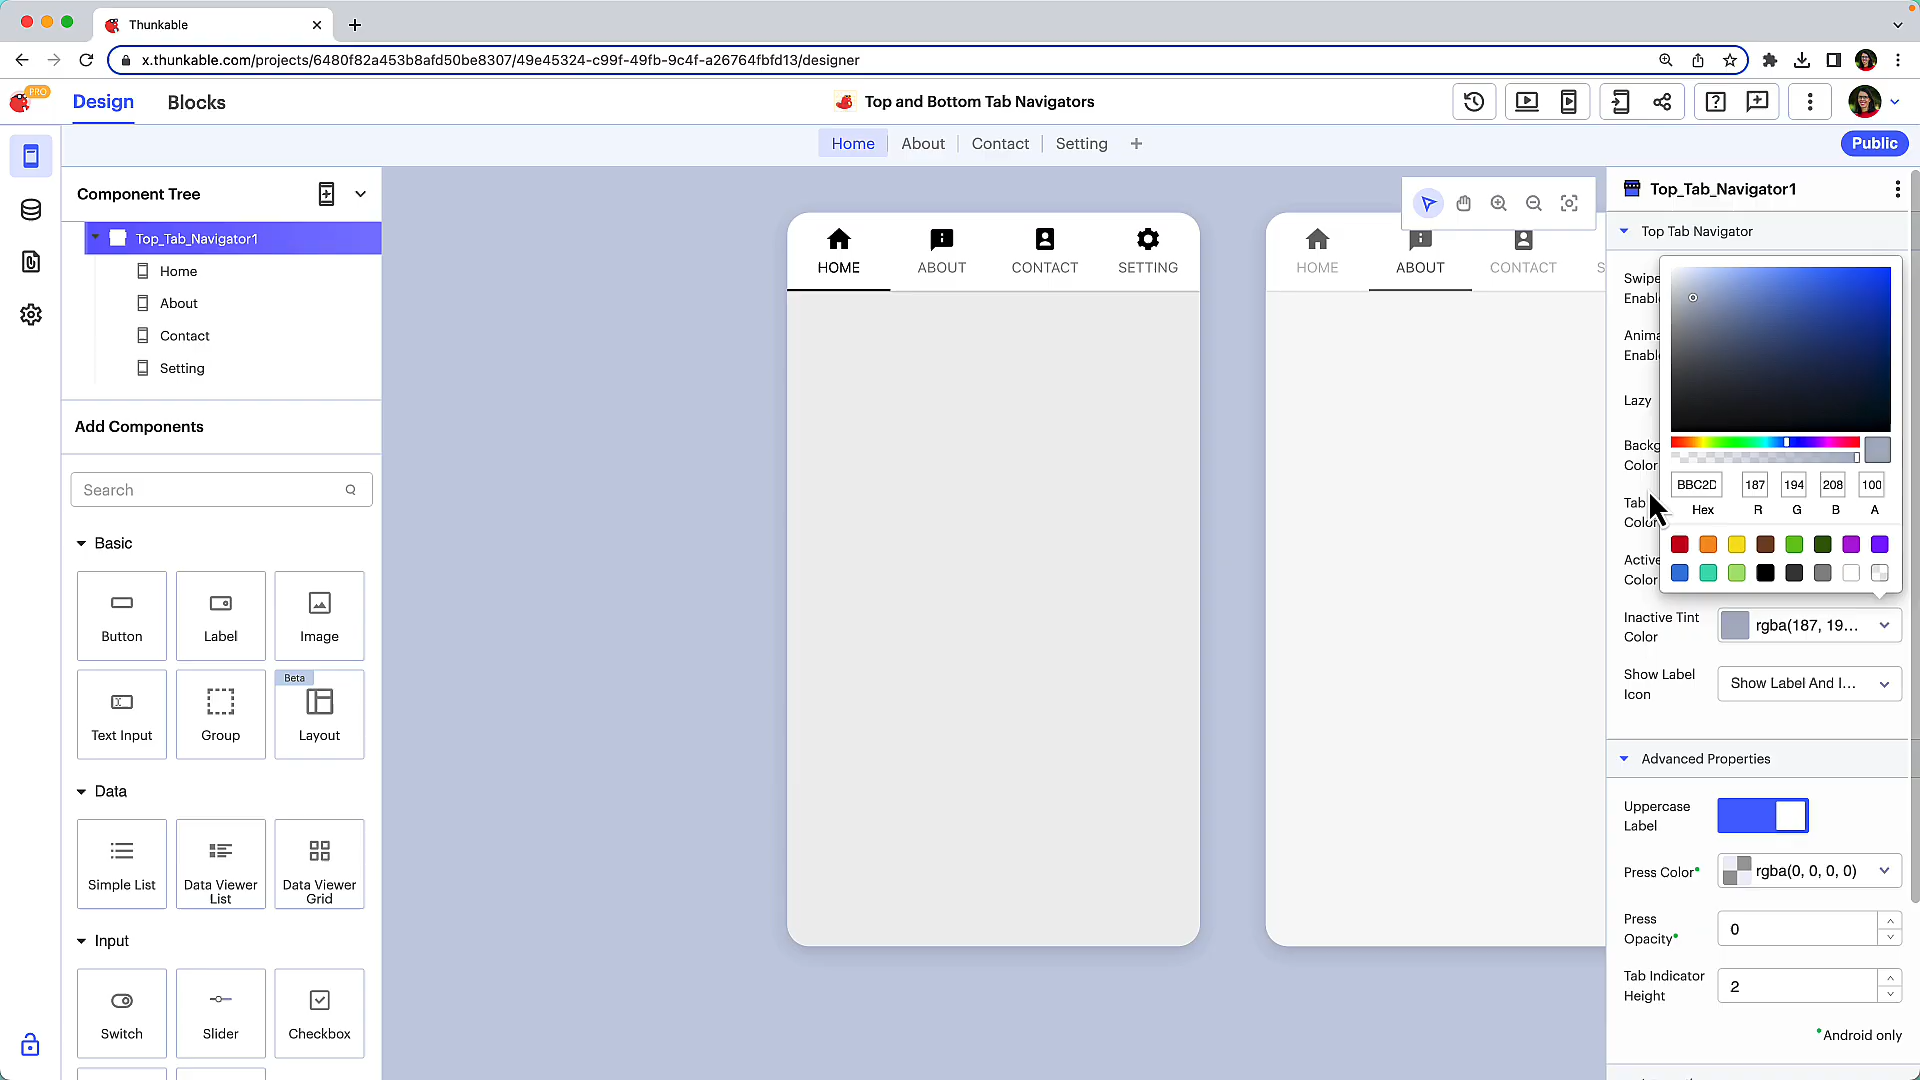 Thunkable
x.thunkable.com/projects/6480f82a453b8afd50be8307/49e45324-c99f-49fb-9c4f-a26764fbfd13/designer
PRO
Design
Blocks
Top and Bottom Tab Navigators
Home
About
Contact
Setting
Public
Component Tree
Top_Tab_Navigator1
Home
About
Contact
Setting
Add Components
Search
Basic
Button
Label
Image
Text Input
Group
Beta
Layout
Data
Simple List
Data Viewer
List
Data Viewer
Grid
Input
Switch
Slider
Checkbox
HOME
ABOUT
CONTACT
SETTING
HOME
ABOUT
CONTACT
S
Top_Tab_Navigator1
Top Tab Navigator
Swipe
Enable
Anima
Enable
Lazy
Backg
Color
Tab
Color
Active
Color
BBC2D
187
194
208
100
Hex
R
G
B
A
Inactive Tint
Color
rgba(187, 19...
Show Label
Icon
Show Label And I...
Advanced Properties
Uppercase
Label
Press Color
rgba(0, 0, 0, 0)
Press
Opacity
0
Tab Indicator
Height
2
Android only